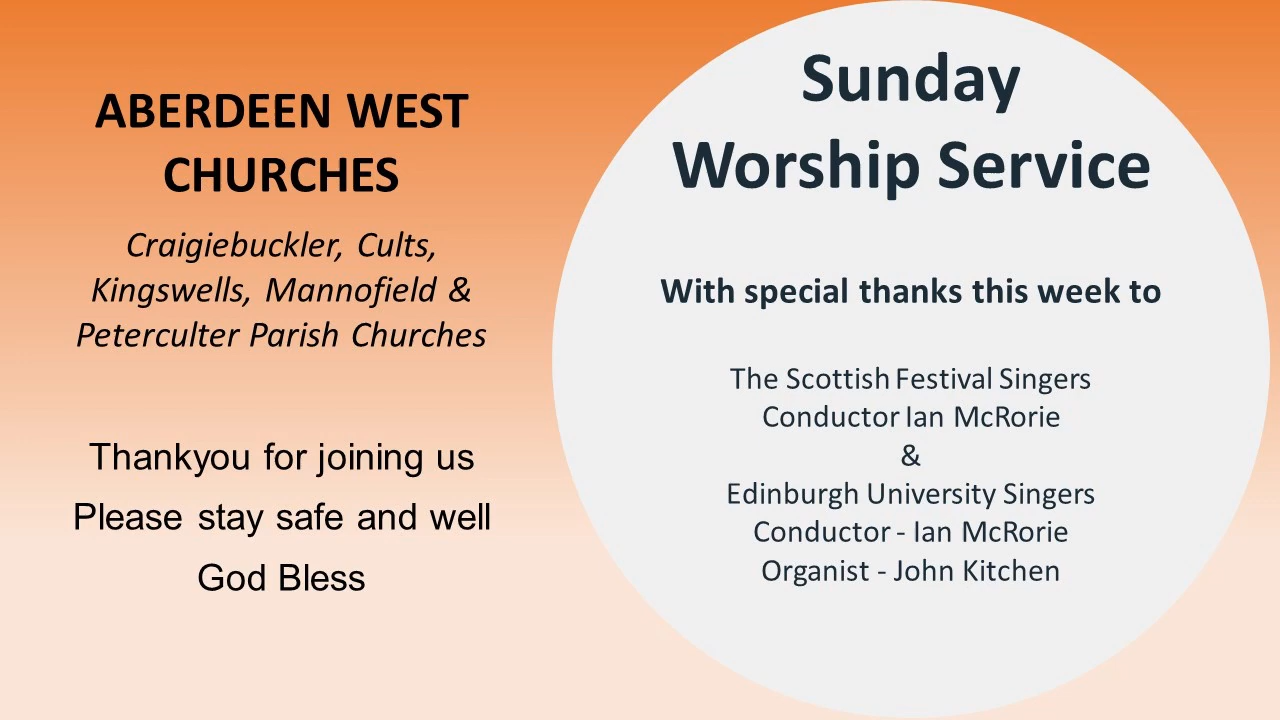 ABERDEEN WEST
CHURCHES
Craigiebuckler, Cults,
Kingswells, Mannofield &
Peterculter Parish Churches
Thankyou for joining us
Please stay safe and well
God Bless
Sunday
Worship Service
With special thanks this week to
The Scottish Festival Singers
Conductor Ian McRorie
&
Edinburgh University Singers
Conductor - Ian McRorie
Organist - John Kitchen